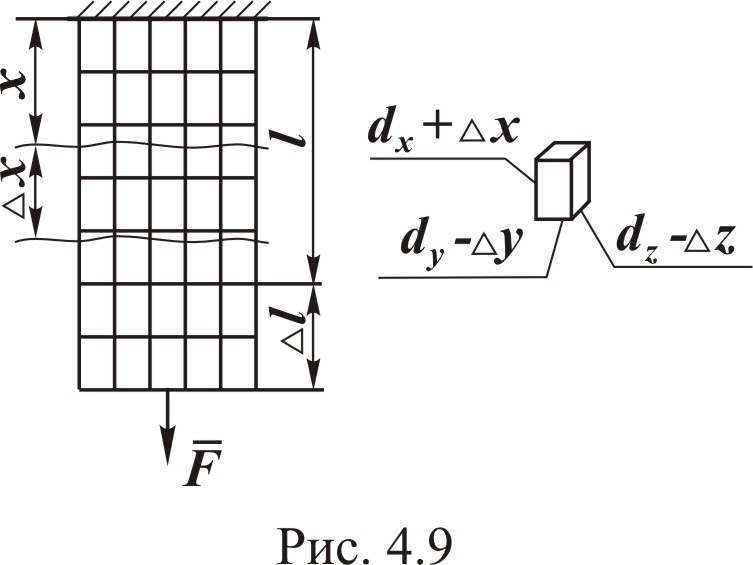 x
△x
l
△l
F̅
dₓ + △x
d_y - △y
d_z - △z
Рис. 4.9